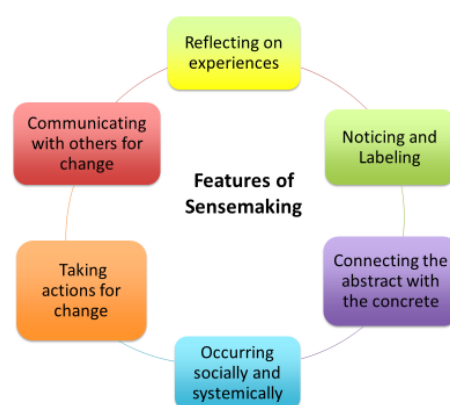 Reflecting on
experiences
Noticing and
Labeling
Connecting the
abstract with
the concrete
Occurring
socially and
systemically
Taking
actions for
change
Communicating
with others for
change
Features of
Sensemaking